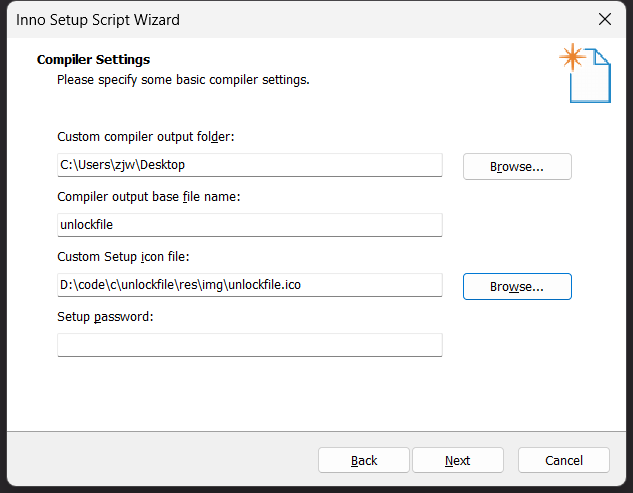 Inno Setup Script Wizard
Compiler Settings
Please specify some basic compiler settings.
Custom compiler output folder:
C:\Users\zjw\Desktop
Browse...
Compiler output base file name:
unlockfile
Custom Setup icon file:
D:\code\c\unlockfile\res\img\unlockfile.ico
Browse...
Setup password:
Back
Next
Cancel